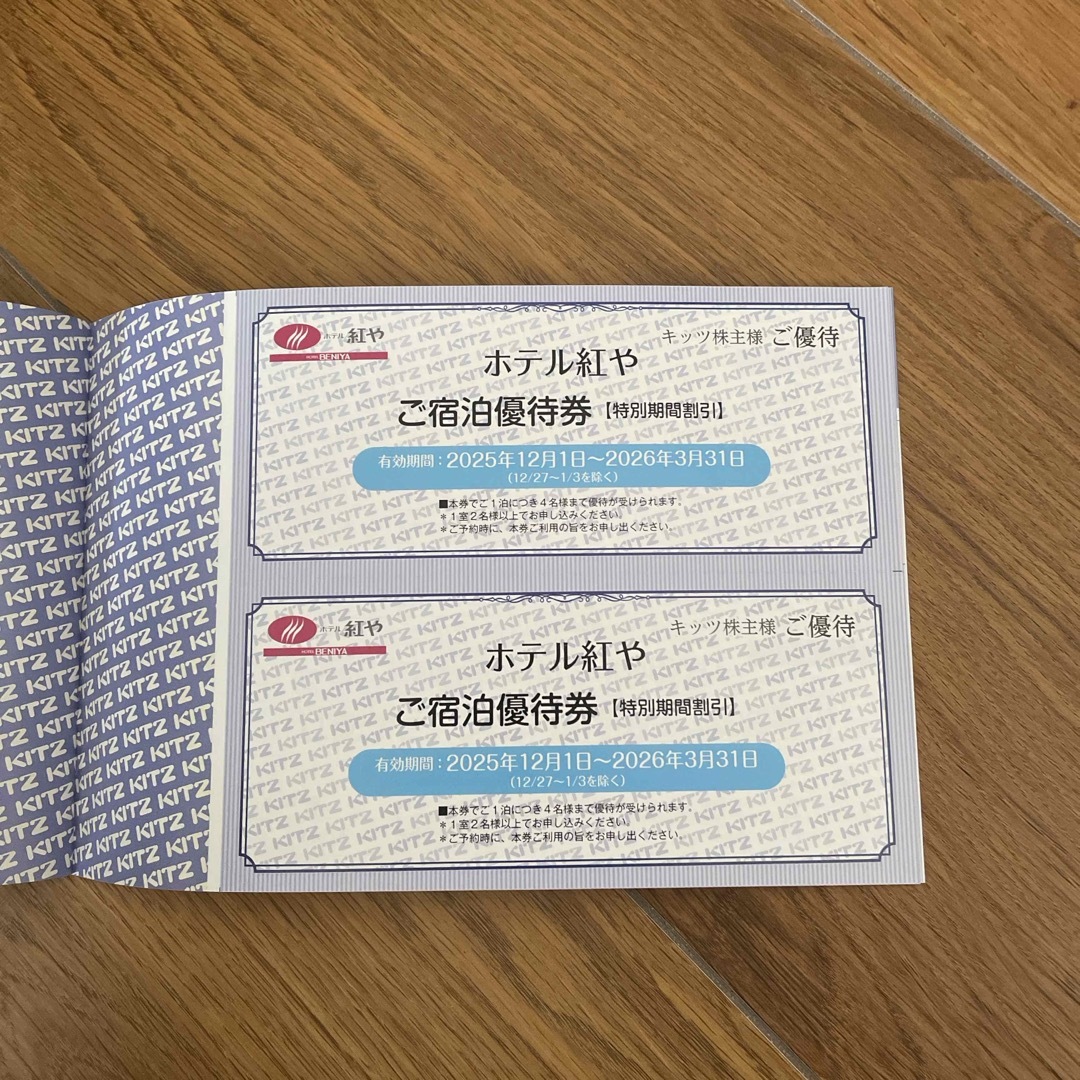 ホテル 紅や
HOTEL BENIYA
キッツ株主様 ご優待
ホテル紅や
ご宿泊優待券【特別期間割引】
有効期間：2025年12月1日～2026年3月31日
（12/27～1/3を除く）
■本券でご1泊につき4名様まで優待が受けられます。
＊1室2名様以上でお申し込みください。
＊ご予約時に、本券ご利用の旨をお申し出ください。
ホテル 紅や
HOTEL BENIYA
キッツ株主様 ご優待
ホテル紅や
ご宿泊優待券【特別期間割引】
有効期間：2025年12月1日～2026年3月31日
（12/27～1/3を除く）
■本券でご1泊につき4名様まで優待が受けられます。
＊1室2名様以上でお申し込みください。
＊ご予約時に、本券ご利用の旨をお申し出ください。
KITZ